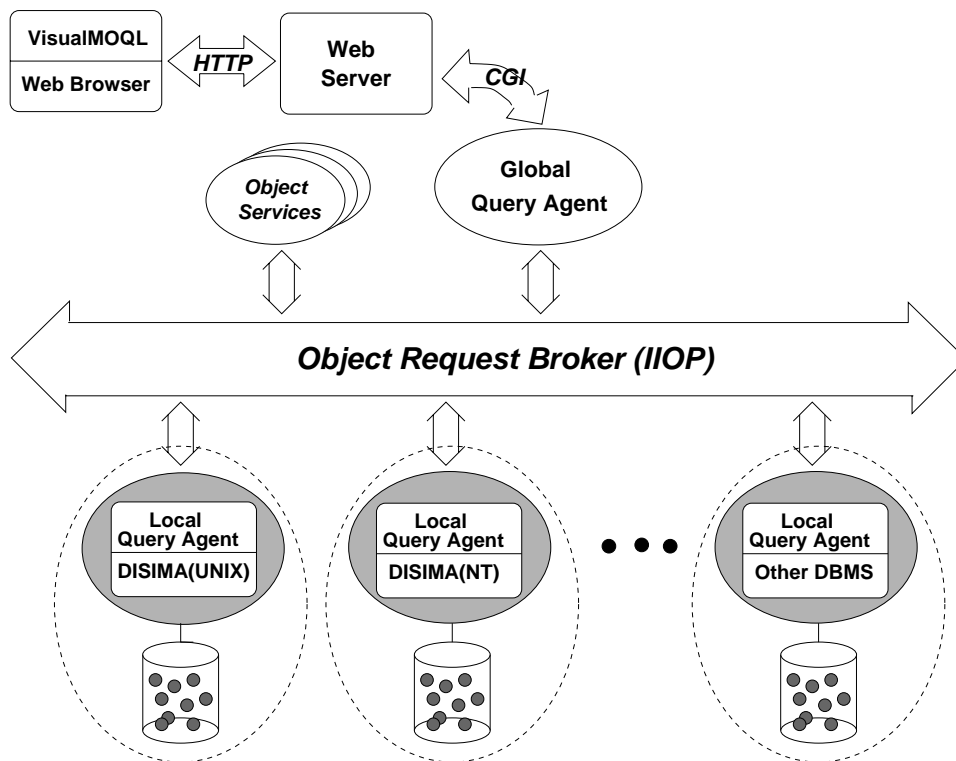 VisualMOQL
Web Browser
HTTP
Web
Server
CGI
Object
Services
Global
Query Agent
Object Request Broker (IIOP)
Local
Query Agent
DISIMA(UNIX)
Local
Query Agent
DISIMA(NT)
Local
Query Agent
Other DBMS